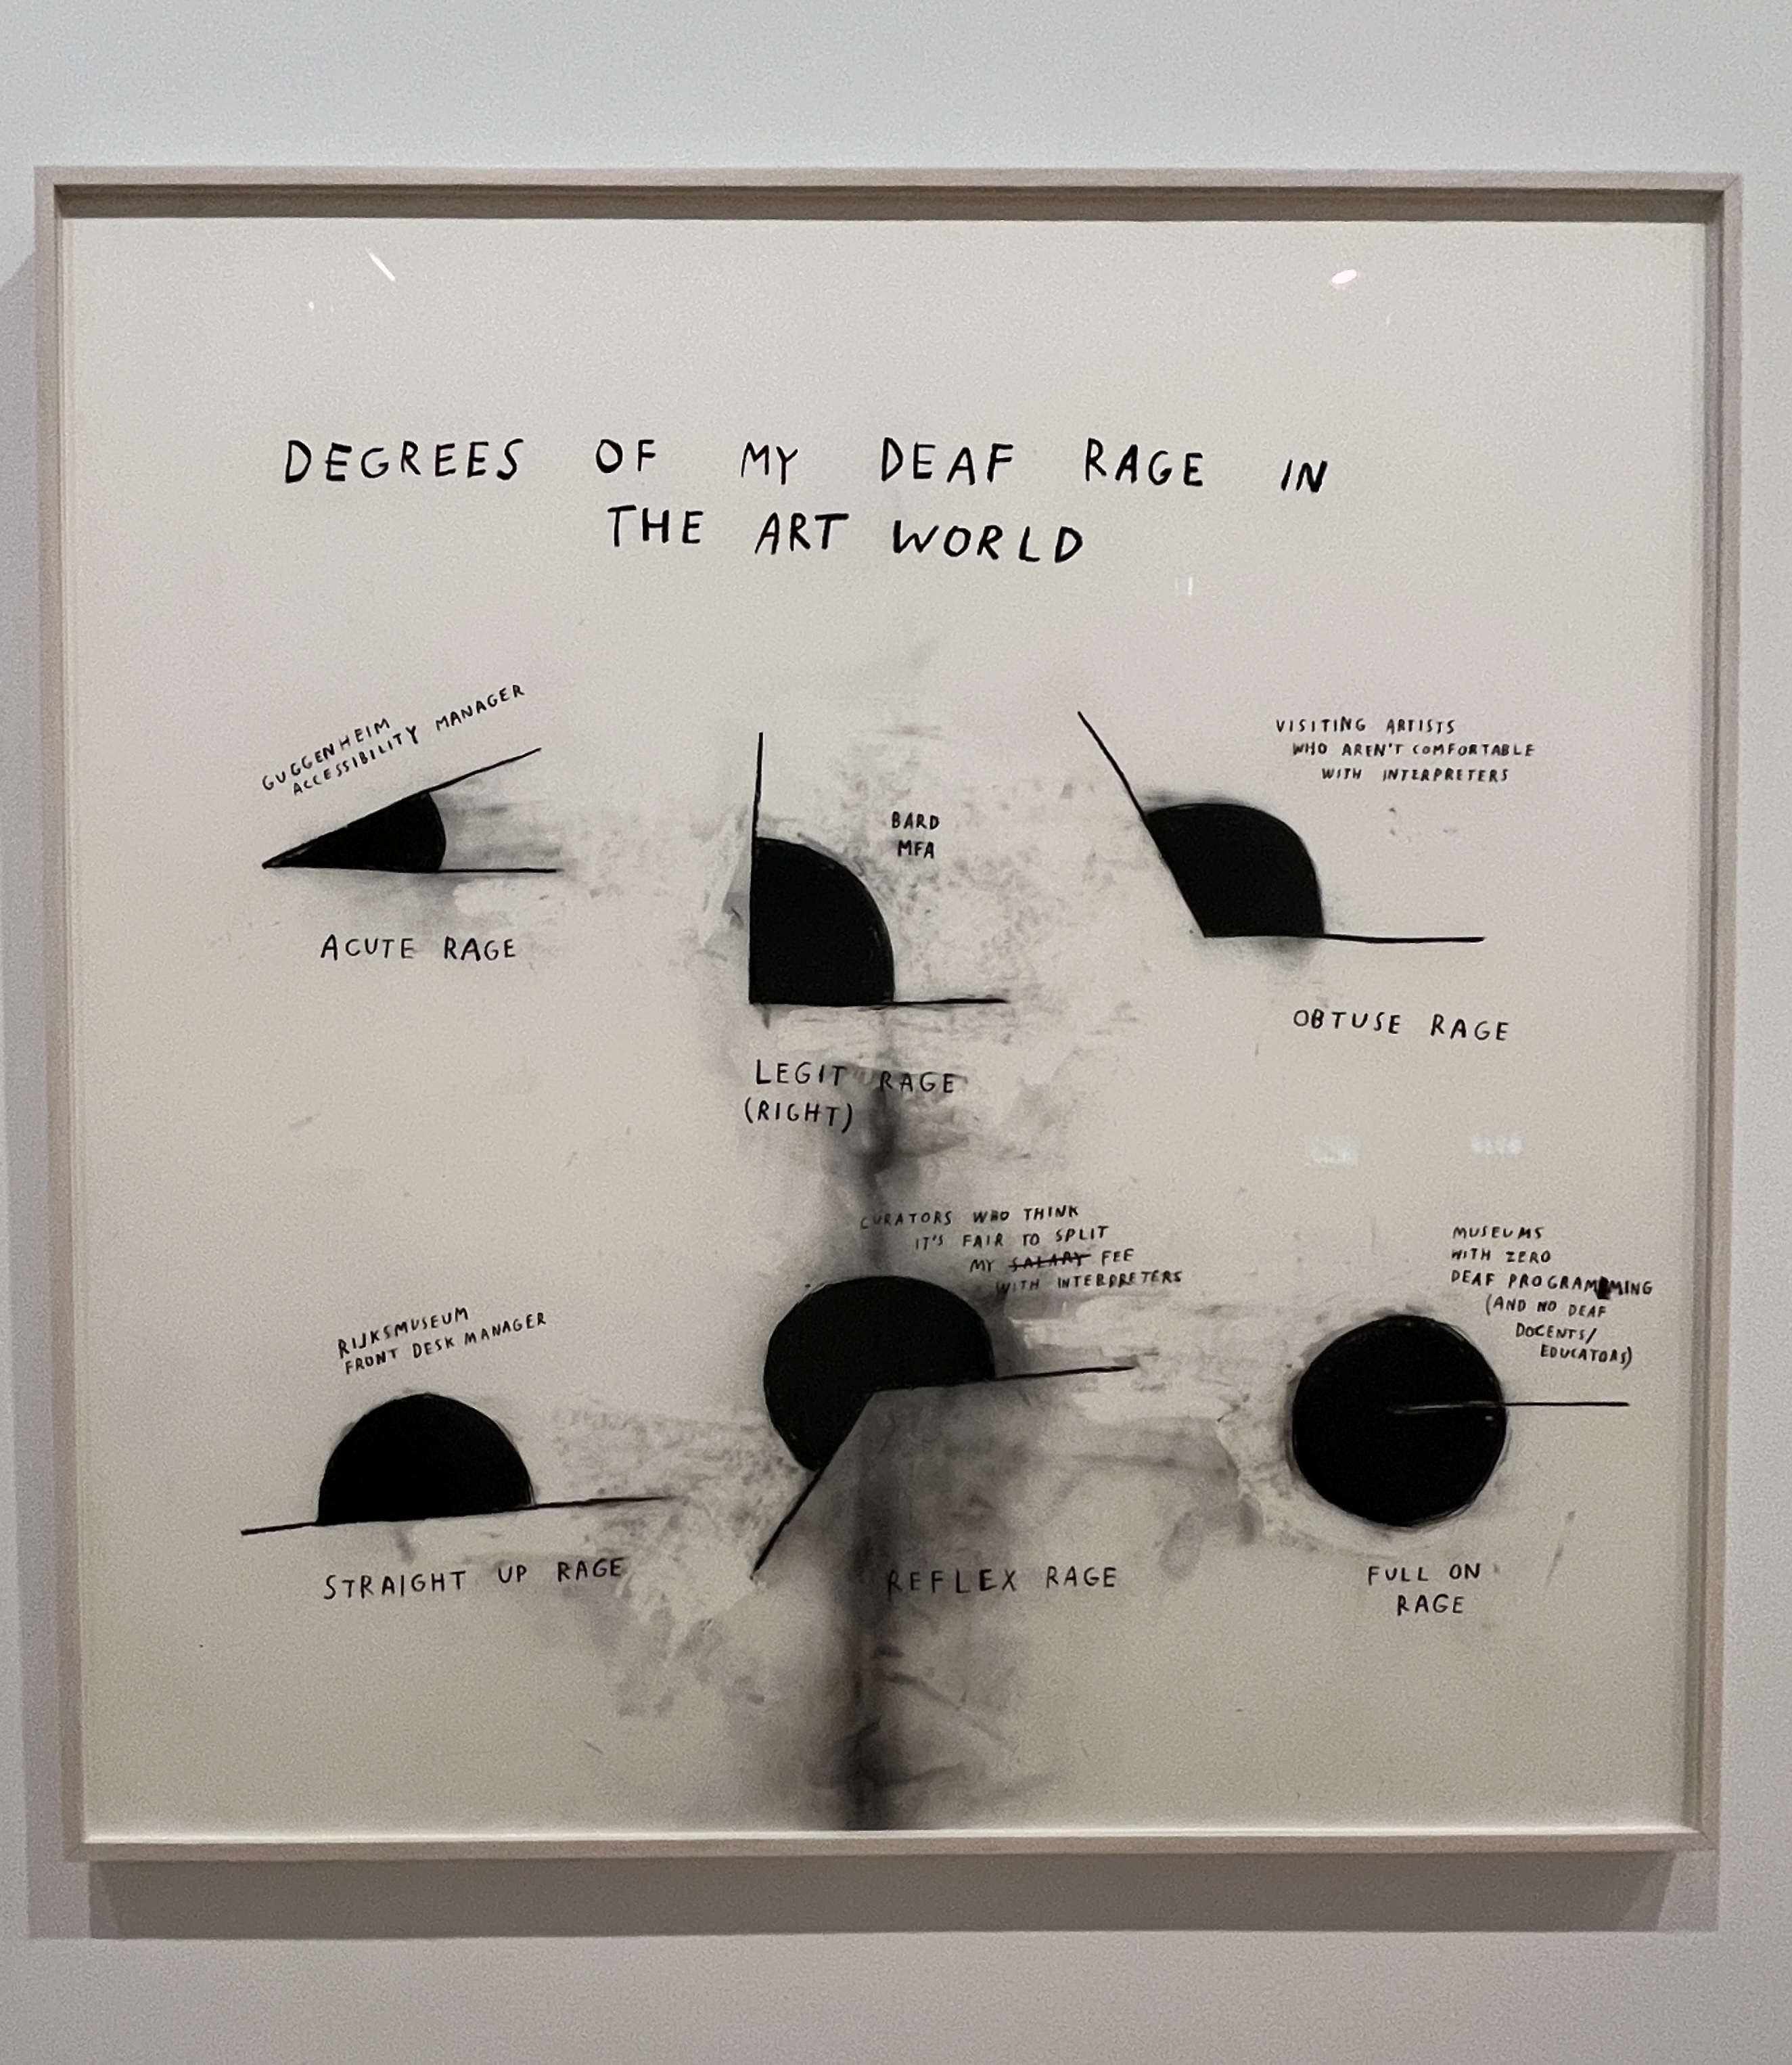 DEGREES OF MY DEAF RAGE IN
THE ART WORLD
GUGGENHEIM
ACCESSIBILITY MANAGER
ACUTE RAGE
BARD
MFA
LEGIT RAGE
(RIGHT)
VISITING ARTISTS
WHO AREN'T COMFORTABLE
WITH INTERPRETERS
OBTUSE RAGE
RIJKSMUSEUM
FRONT DESK MANAGER
STRAIGHT UP RAGE
CURATORS WHO THINK
IT'S FAIR TO SPLIT
MY SALARY FEE
WITH INTERPRETERS
REFLEX RAGE
MUSEUMS
WITH ZERO
DEAF PROGRAMMING
(AND NO DEAF
DOCENTS/
EDUCATORS)
FULL ON
RAGE